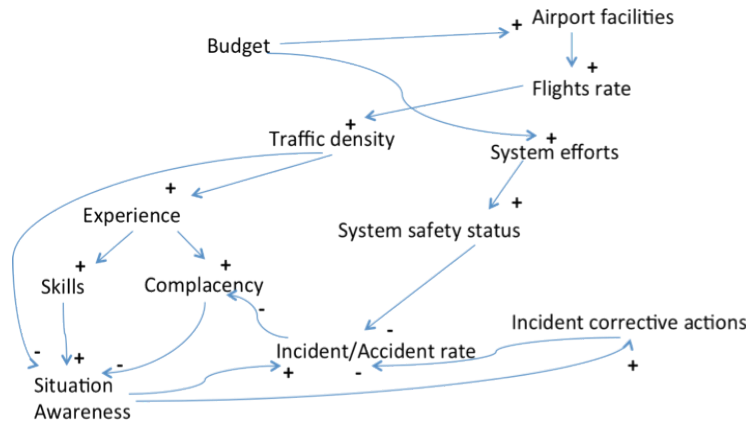 Airport facilities
+
Budget
+
Flights rate
+
Traffic density
+
System efforts
+
Experience
+
System safety status
+
Skills
+
Complacency
-
-
Incident corrective actions
Incident/Accident rate
-
+
-
+
-
+
Situation
Awareness